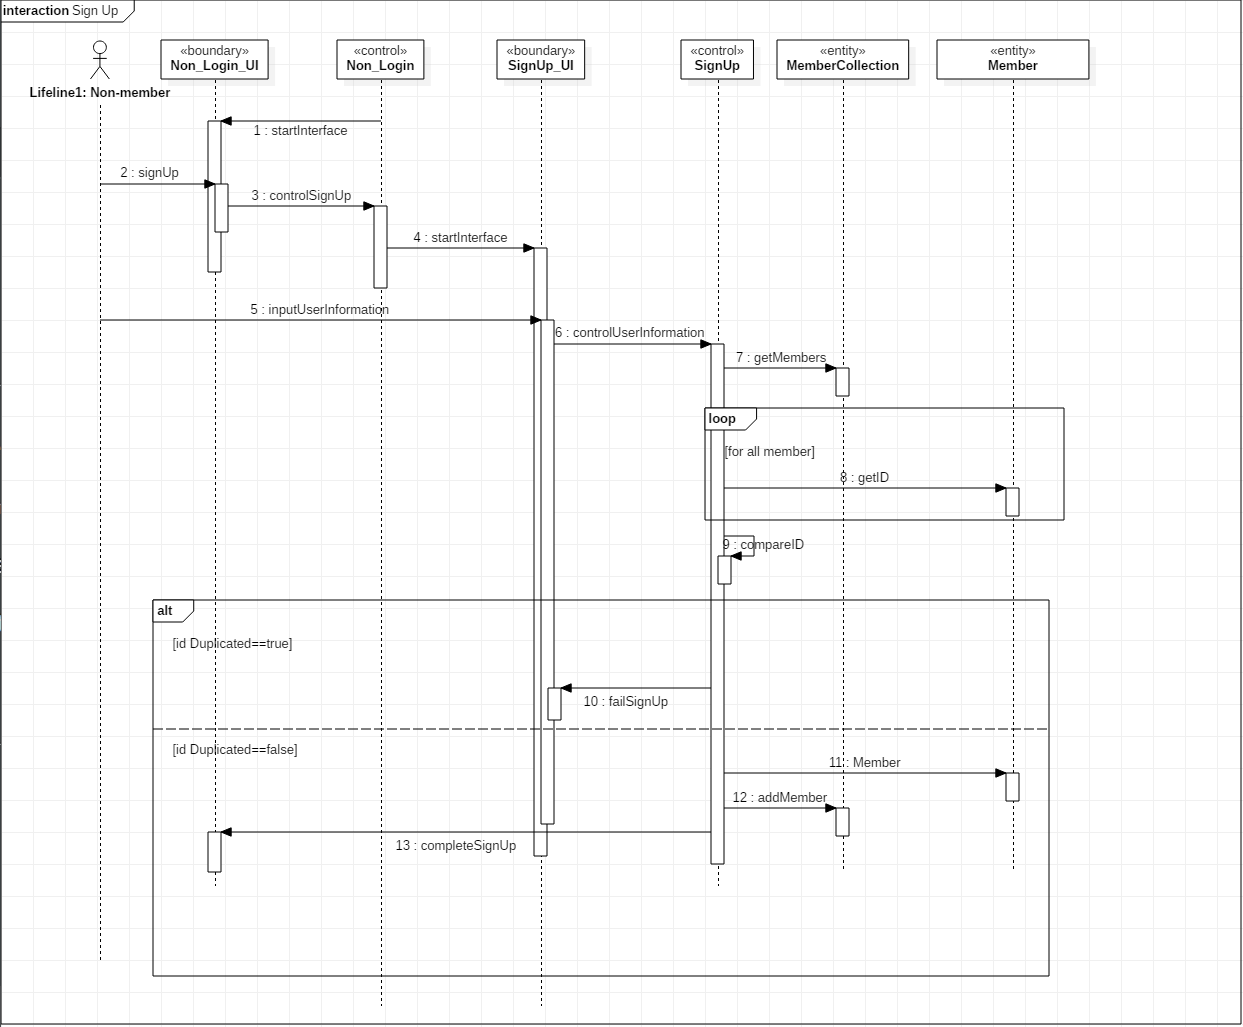 interaction Sign Up
«boundary»
Non_Login_UI
«control»
Non_Login
«boundary»
SignUp_UI
«control»
SignUp
«entity»
MemberCollection
«entity»
Member
Lifeline1: Non-member
1 : startInterface
2 : signUp
3 : controlSignUp
4 : startInterface
5 : inputUserInformation
6 : controlUserInformation
7 : getMembers
loop
[for all member]
8 : getID
9 : compareID
alt
[id Duplicated==true]
10 : failSignUp
[id Duplicated==false]
11 : Member
12 : addMember
13 : completeSignUp